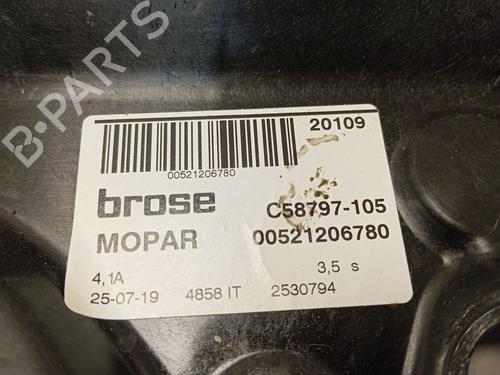 B-PARTS
20109
00521206780
brose
C58797-105
MOPAR
00521206780
4,1A
3,5 s
25-07-19 4858 IT 2530794